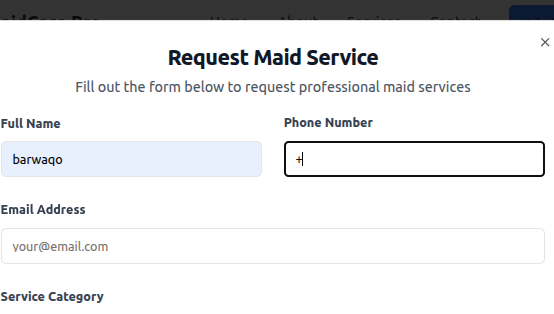 Request Maid Service
Fill out the form below to request professional maid services
Full Name
Phone Number
barwaqo
+
Email Address
your@email.com
Service Category